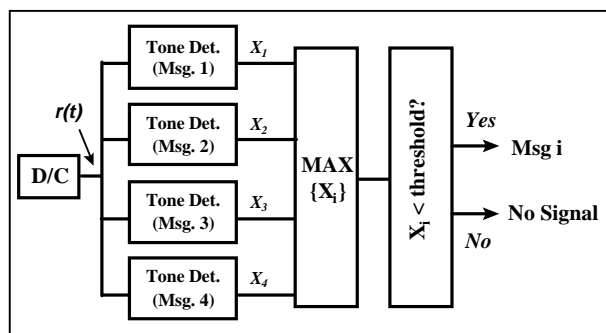 Tone Det.
(Msg. 1)
X1
r(t)
Tone Det.
(Msg. 2)
X2
D/C
Tone Det.
(Msg. 3)
X3
Tone Det.
(Msg. 4)
X4
MAX
{Xi}
Xi < threshold?
Yes
Msg i
No Signal
No